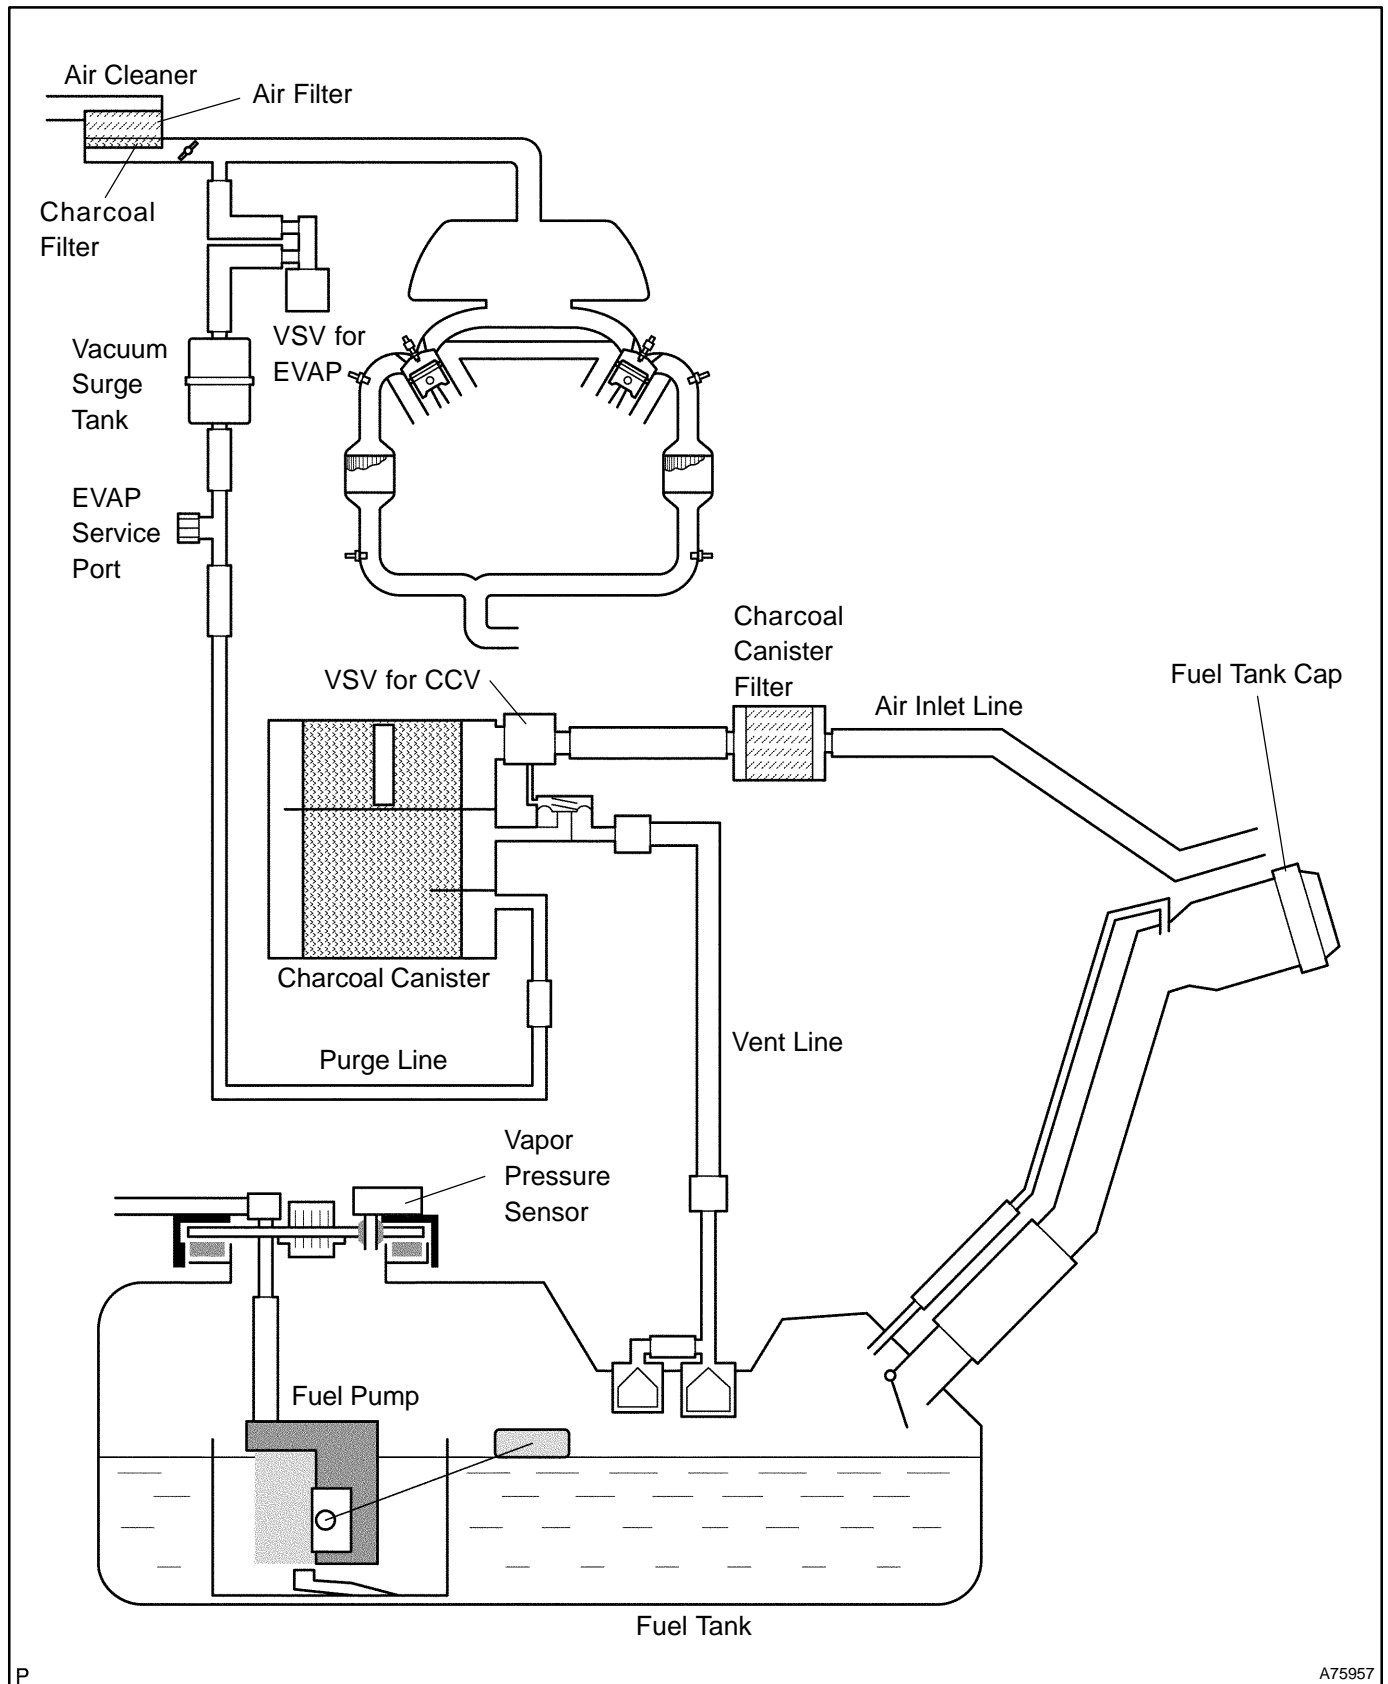 Air Cleaner
Air Filter
Charcoal
Filter
VSV for
EVAP
Vacuum
Surge
Tank
EVAP
Service
Port
Charcoal
Canister
Filter
VSV for CCV
Air Inlet Line
Fuel Tank Cap
Charcoal Canister
Purge Line
Vent Line
Vapor
Pressure
Sensor
Fuel Pump
Fuel Tank
P
A75957